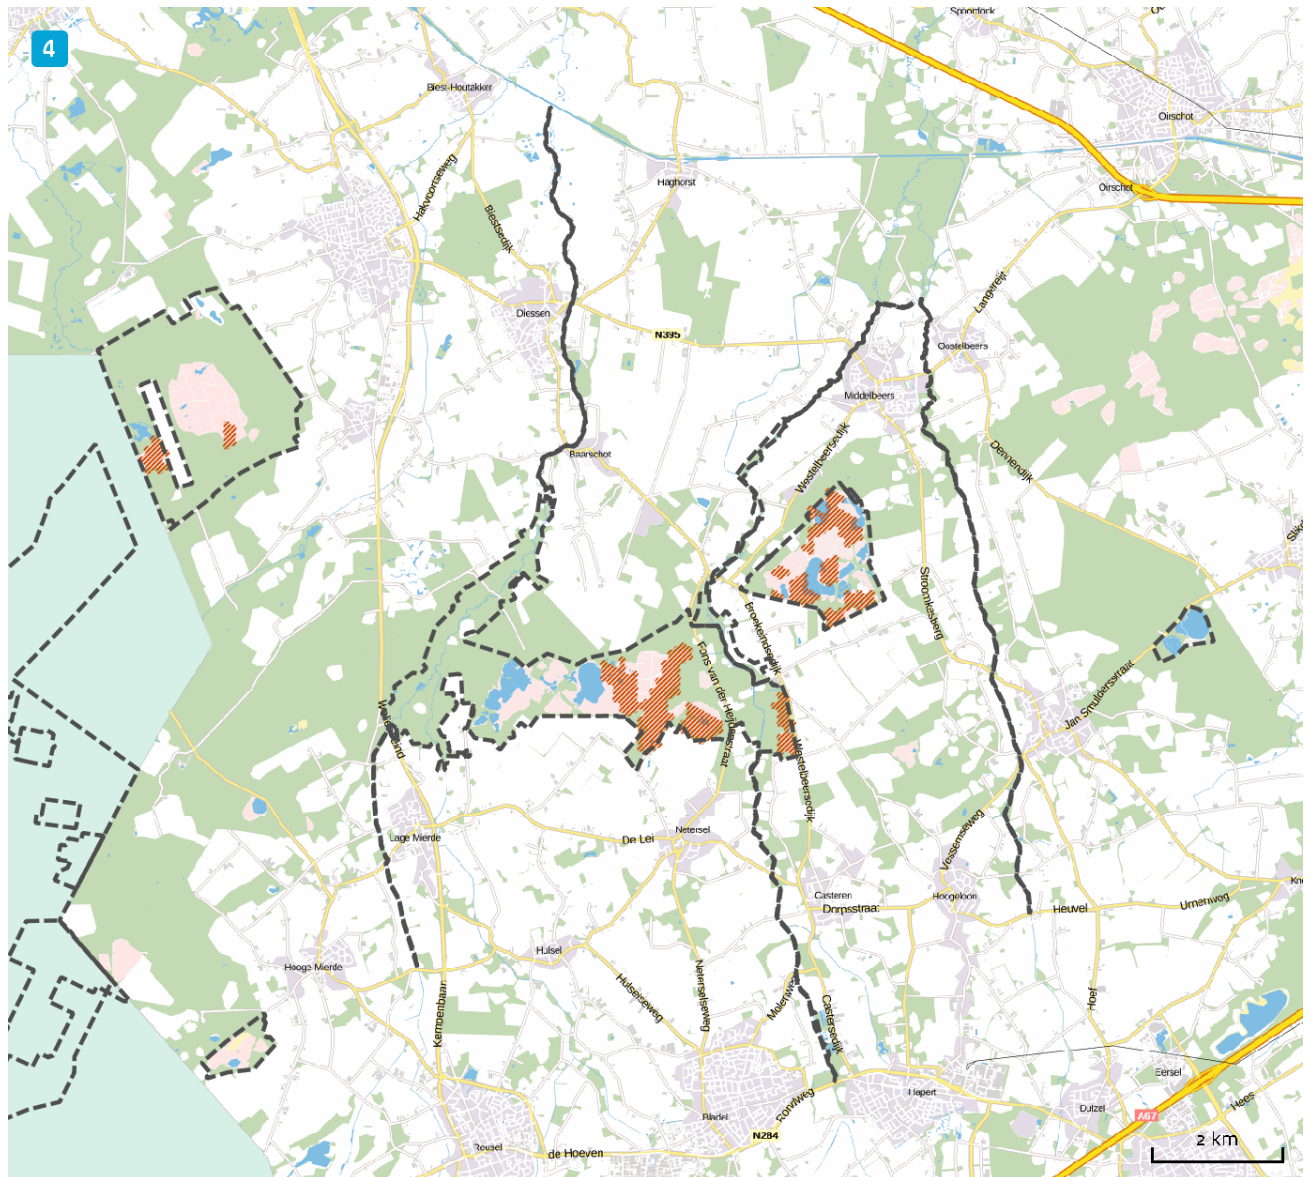 4
Spoordonk
Biest-Houtakker
Oirschot
Hakvoortseweg
Haghorst
Oirschot
Biestsedijk
Langereijt
Diessen
N395
Oostelbeers
Middelbeers
Westelbeersedijk
Baarschot
Dennendijk
Stroomkesberg
Broekeindsedijk
Fons van der Heijdenstraat
Jan Smuldersstraat
Wellenseind
Westelbeersedijk
Lage Mierde
De Lei
Netersel
Vessemseweg
Casteren
Hoogeloon
Dorpsstraat
Heuvel
Urnenweg
Kne
Hulsel
Hooge Mierde
Hulselseweg
Neterselseweg
Molenweg
Castersedijk
Hoef
Kempenbaan
Eersel
Hapert
Rondweg
Duizel
Hees
Bladel
A67
N284
Reusel
de Hoeven
2 km